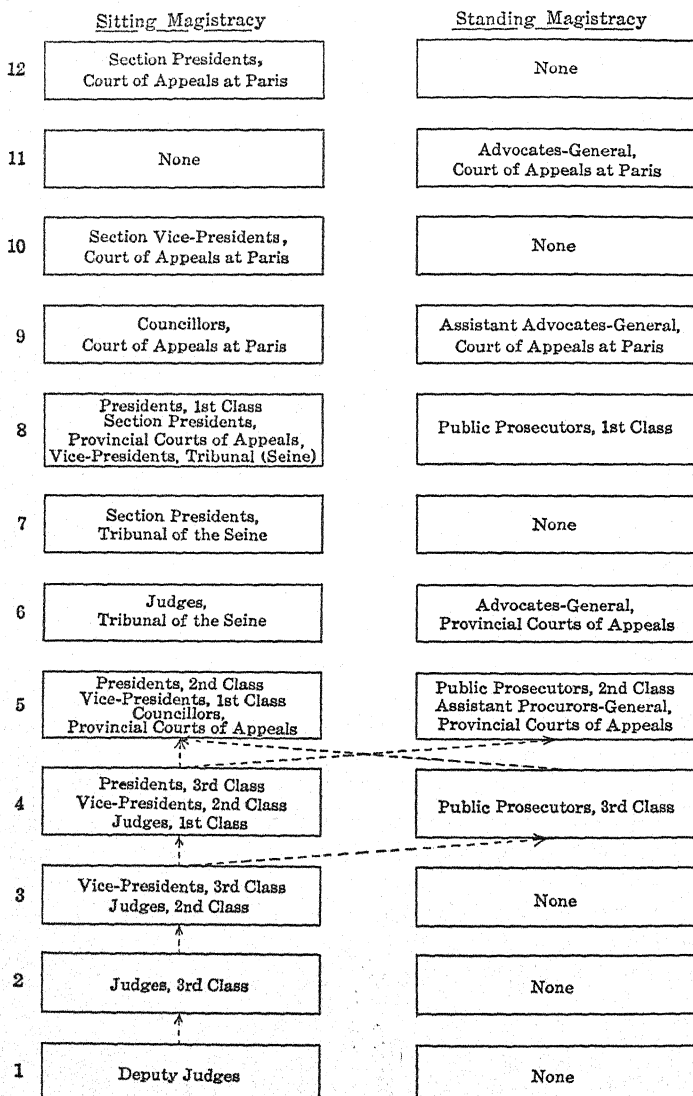 Sitting Magistracy
Standing Magistracy
12
Section Presidents,
Court of Appeals at Paris
None
11
None
Advocates-General,
Court of Appeals at Paris
10
Section Vice-Presidents,
Court of Appeals at Paris
None
9
Councillors,
Court of Appeals at Paris
Assistant Advocates-General,
Court of Appeals at Paris
8
Presidents, 1st Class
Section Presidents,
Provincial Courts of Appeals,
Vice-Presidents, Tribunal (Seine)
Public Prosecutors, 1st Class
7
Section Presidents,
Tribunal of the Seine
None
6
Judges,
Tribunal of the Seine
Advocates-General,
Provincial Courts of Appeals
5
Presidents, 2nd Class
Vice-Presidents, 1st Class
Councillors,
Provincial Courts of Appeals
Public Prosecutors, 2nd Class
Assistant Procurors-General,
Provincial Courts of Appeals
4
Presidents, 3rd Class
Vice-Presidents, 2nd Class
Judges, 1st Class
Public Prosecutors, 3rd Class
3
Vice-Presidents, 3rd Class
Judges, 2nd Class
None
2
Judges, 3rd Class
None
1
Deputy Judges
None